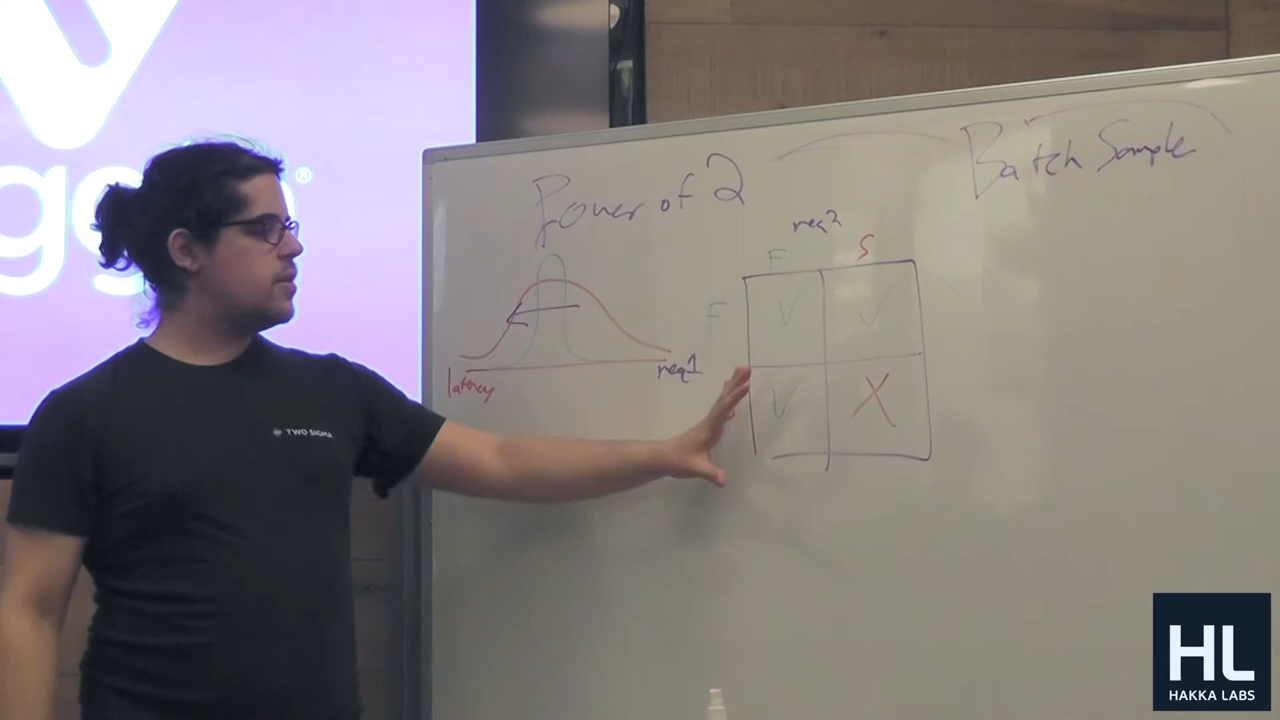 Power of 2
Batch Sample
req2
F S
F
latency
req1
V ✓
V X
TWO SIGMA
HL
HAKKA LABS